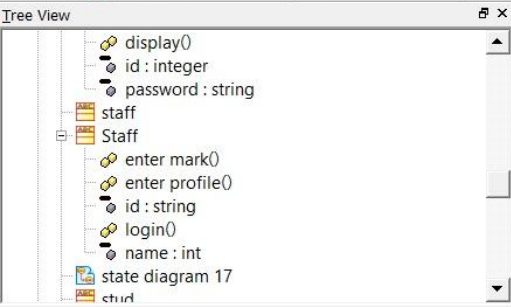 Tree View
display()
id : integer
password : string
staff
Staff
enter mark()
enter profile()
id : string
login()
name : int
state diagram 17
stud